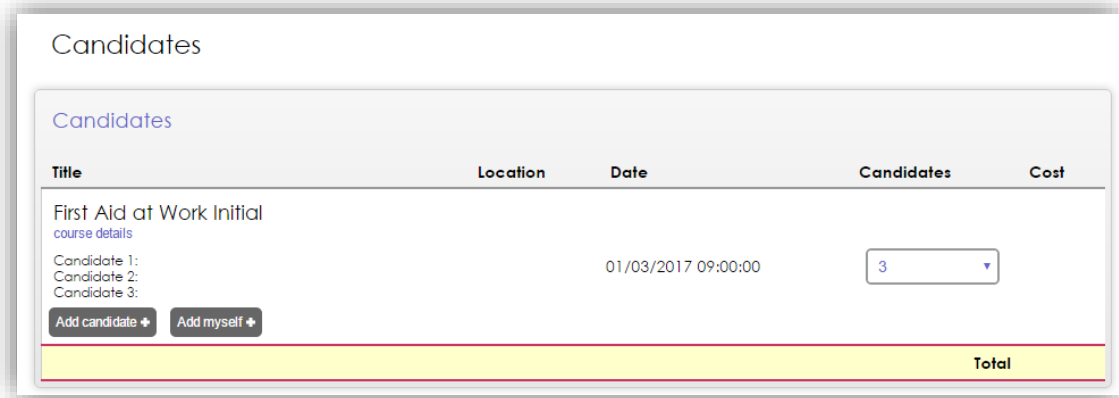 Candidates
Candidates
Title Location Date Candidates Cost
First Aid at Work Initial
course details
Candidate 1:
Candidate 2:
Candidate 3:
01/03/2017 09:00:00
3
Add candidate + Add myself +
Total